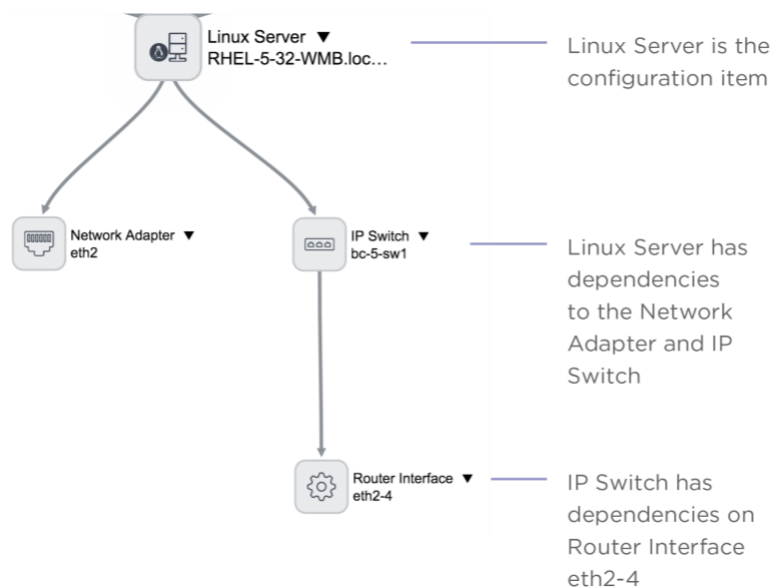 Linux Server ▼
RHEL-5-32-WMB.loc...
Linux Server is the
configuration item
Network Adapter ▼
eth2
IP Switch ▼
bc-5-sw1
Linux Server has
dependencies
to the Network
Adapter and IP
Switch
Router Interface ▼
eth2-4
IP Switch has
dependencies on
Router Interface
eth2-4